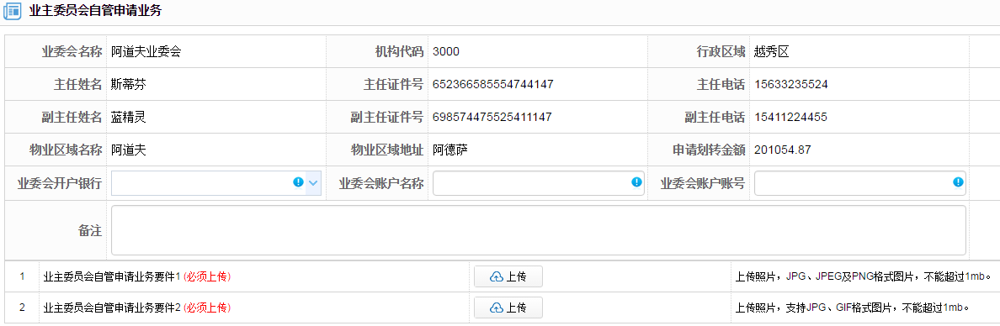 业主委员会自管申请业务
业委会名称 阿道夫业委会 机构代码 3000 行政区域 越秀区
主任姓名 斯蒂芬 主任证件号 652366585554744147 主任电话 15633235524
副主任姓名 蓝精灵 副主任证件号 698574475525411147 副主任电话 15411224455
物业区域名称 阿道夫 物业区域地址 阿德萨 申请划转金额 201054.87
业委会开户银行 业委会账户名称 业委会账户账号
备注
1 业主委员会自管申请业务要件1 (必须上传) 上传 上传照片，JPG、JPEG及PNG格式图片，不能超过1mb。
2 业主委员会自管申请业务要件2 (必须上传) 上传 上传照片，支持JPG、GIF格式图片，不能超过1mb。